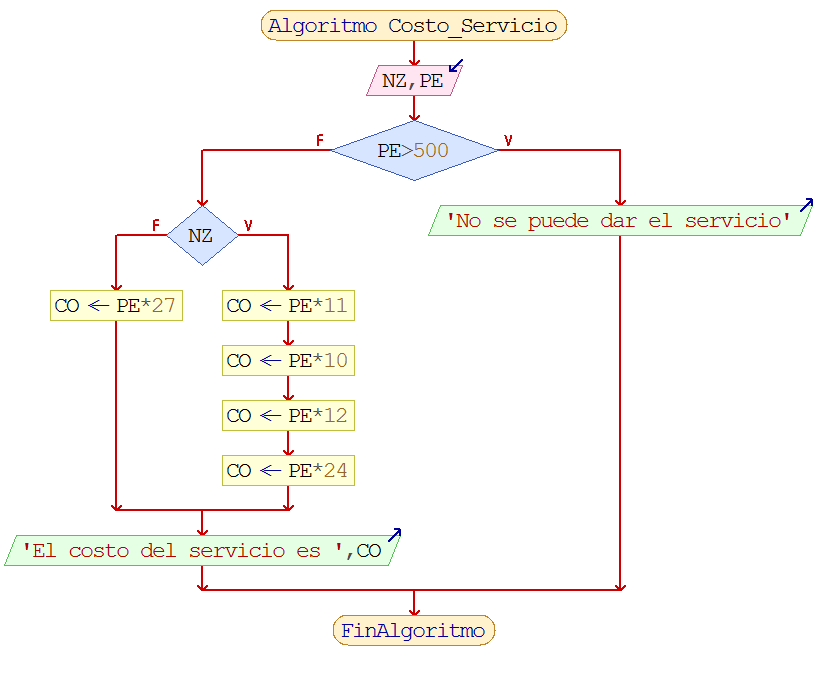 Algoritmo Costo_Servicio
NZ,PE
PE>500
F
V
'No se puede dar el servicio'
NZ
F
V
CO ← PE*27
CO ← PE*11
CO ← PE*10
CO ← PE*12
CO ← PE*24
'El costo del servicio es ',CO
FinAlgoritmo